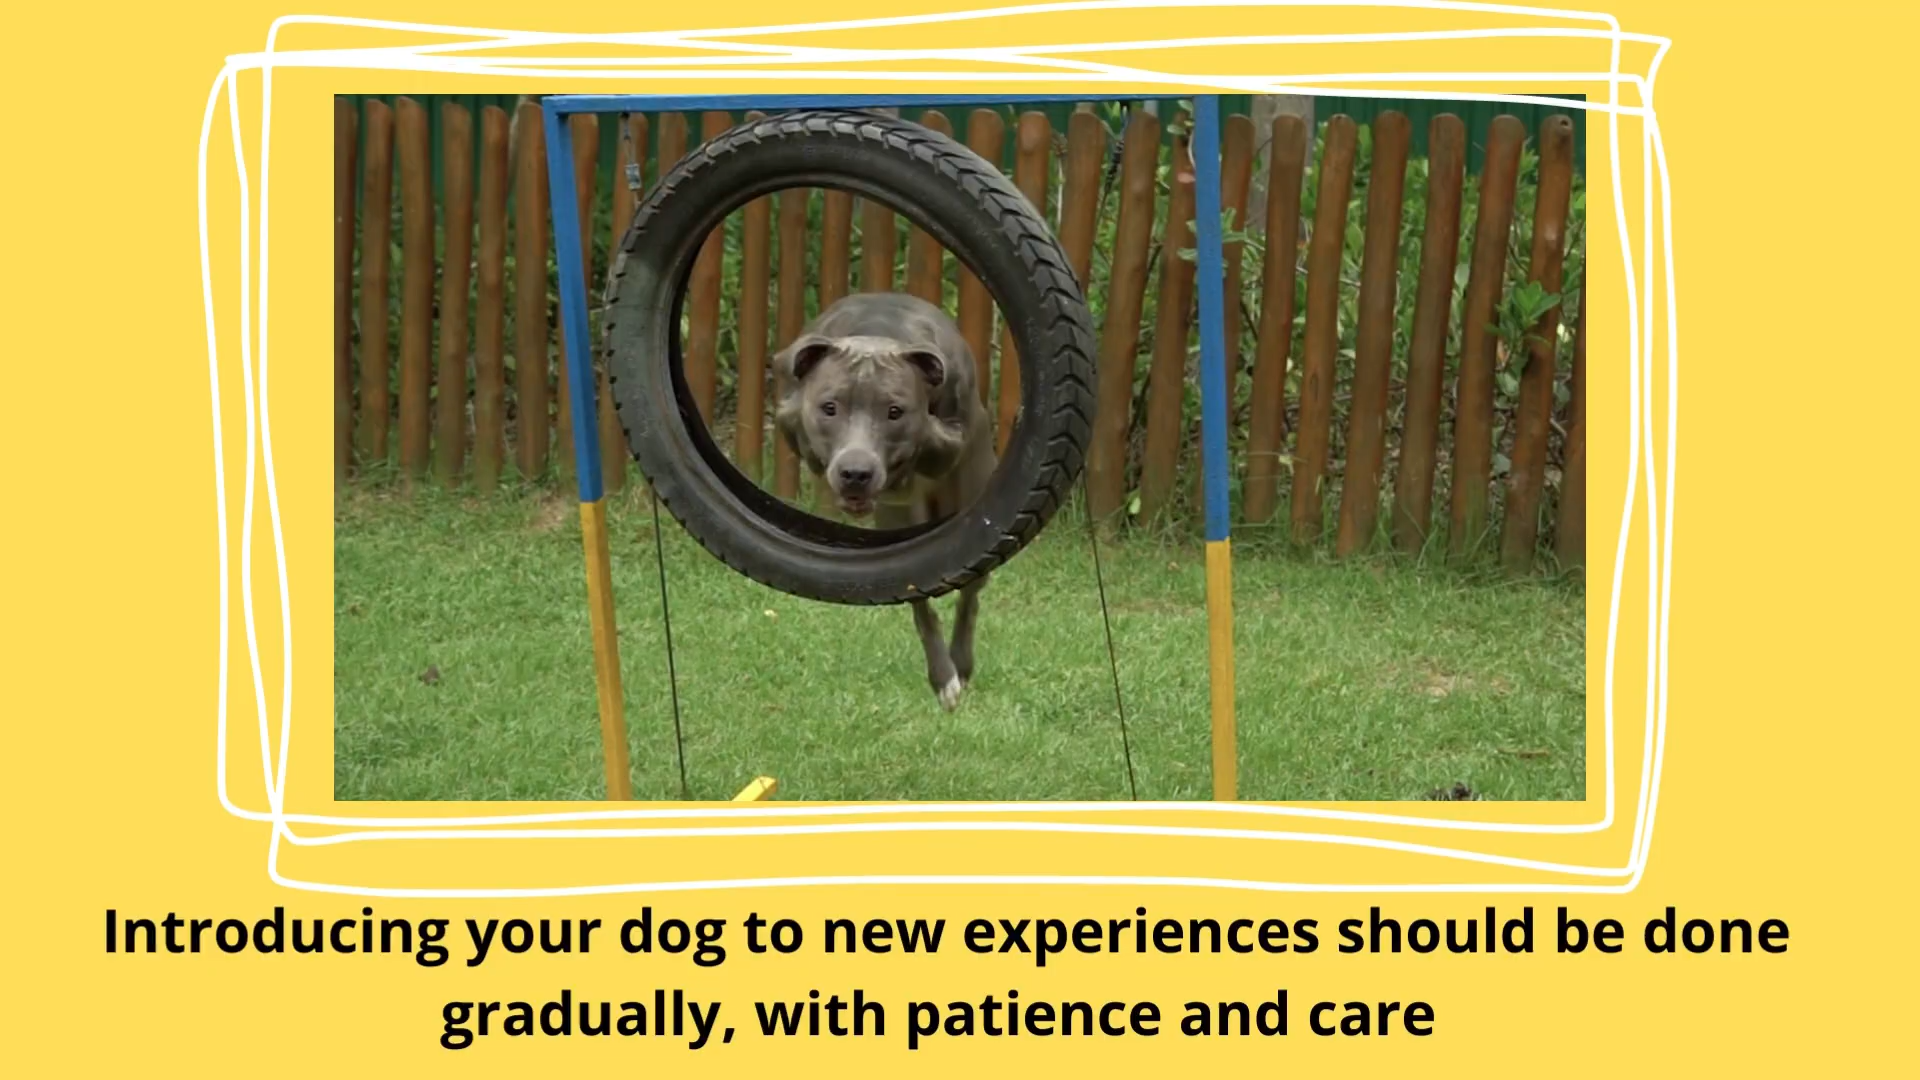 Introducing your dog to new experiences should be done
gradually, with patience and care